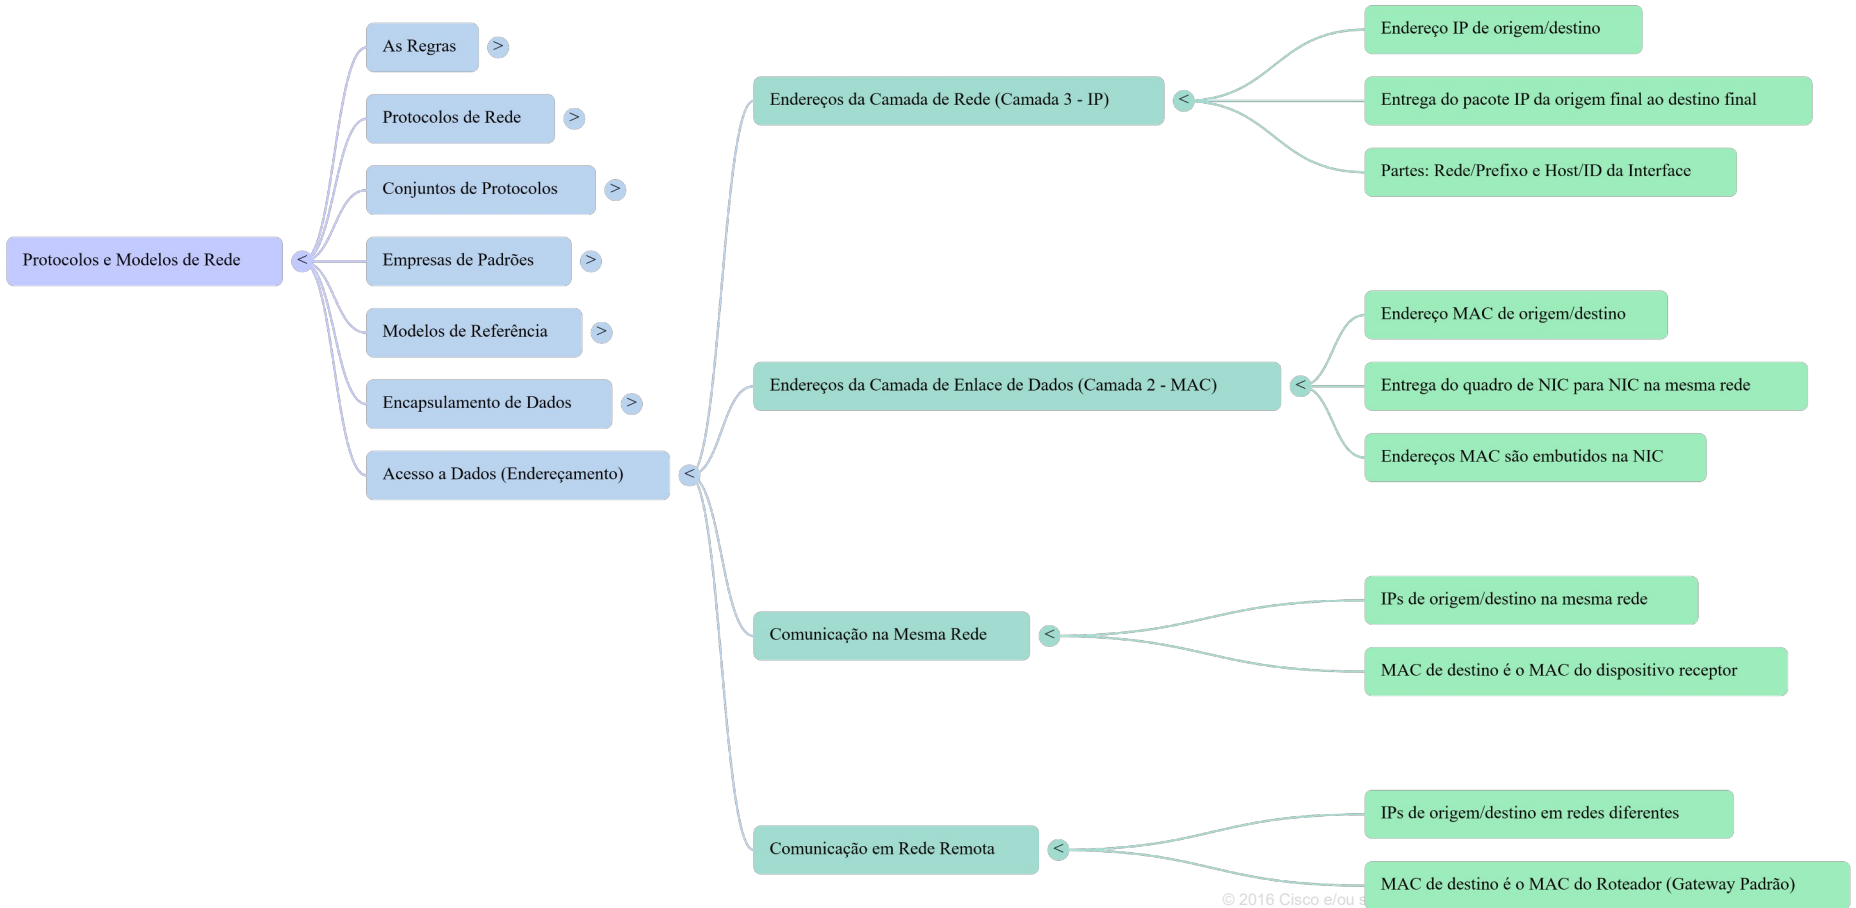 Protocolos e Modelos de Rede
<
As Regras
>
Protocolos de Rede
>
Conjuntos de Protocolos
>
Empresas de Padrões
>
Modelos de Referência
>
Encapsulamento de Dados
>
Acesso a Dados (Endereçamento)
<
Endereços da Camada de Rede (Camada 3 - IP)
<
Endereço IP de origem/destino
Entrega do pacote IP da origem final ao destino final
Partes: Rede/Prefixo e Host/ID da Interface
Endereços da Camada de Enlace de Dados (Camada 2 - MAC)
<
Endereço MAC de origem/destino
Entrega do quadro de NIC para NIC na mesma rede
Endereços MAC são embutidos na NIC
Comunicação na Mesma Rede
<
IPs de origem/destino na mesma rede
MAC de destino é o MAC do dispositivo receptor
Comunicação em Rede Remota
<
IPs de origem/destino em redes diferentes
MAC de destino é o MAC do Roteador (Gateway Padrão)
© 2016 Cisco e/ou